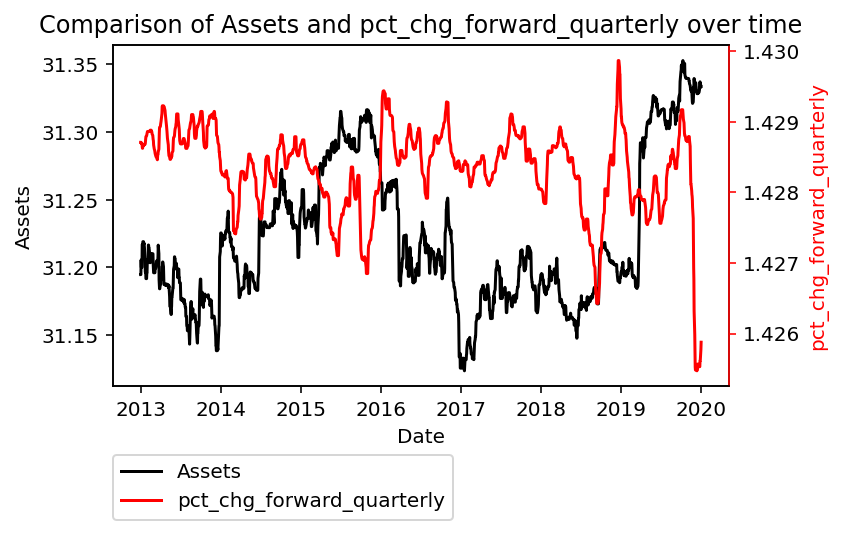 Comparison of Assets and pct_chg_forward_quarterly over time
31.35
31.30
31.25
31.20
31.15
Assets
1.430
1.429
1.428
1.427
1.426
pct_chg_forward_quarterly
2013 2014 2015 2016 2017 2018 2019 2020
Date
Assets
pct_chg_forward_quarterly